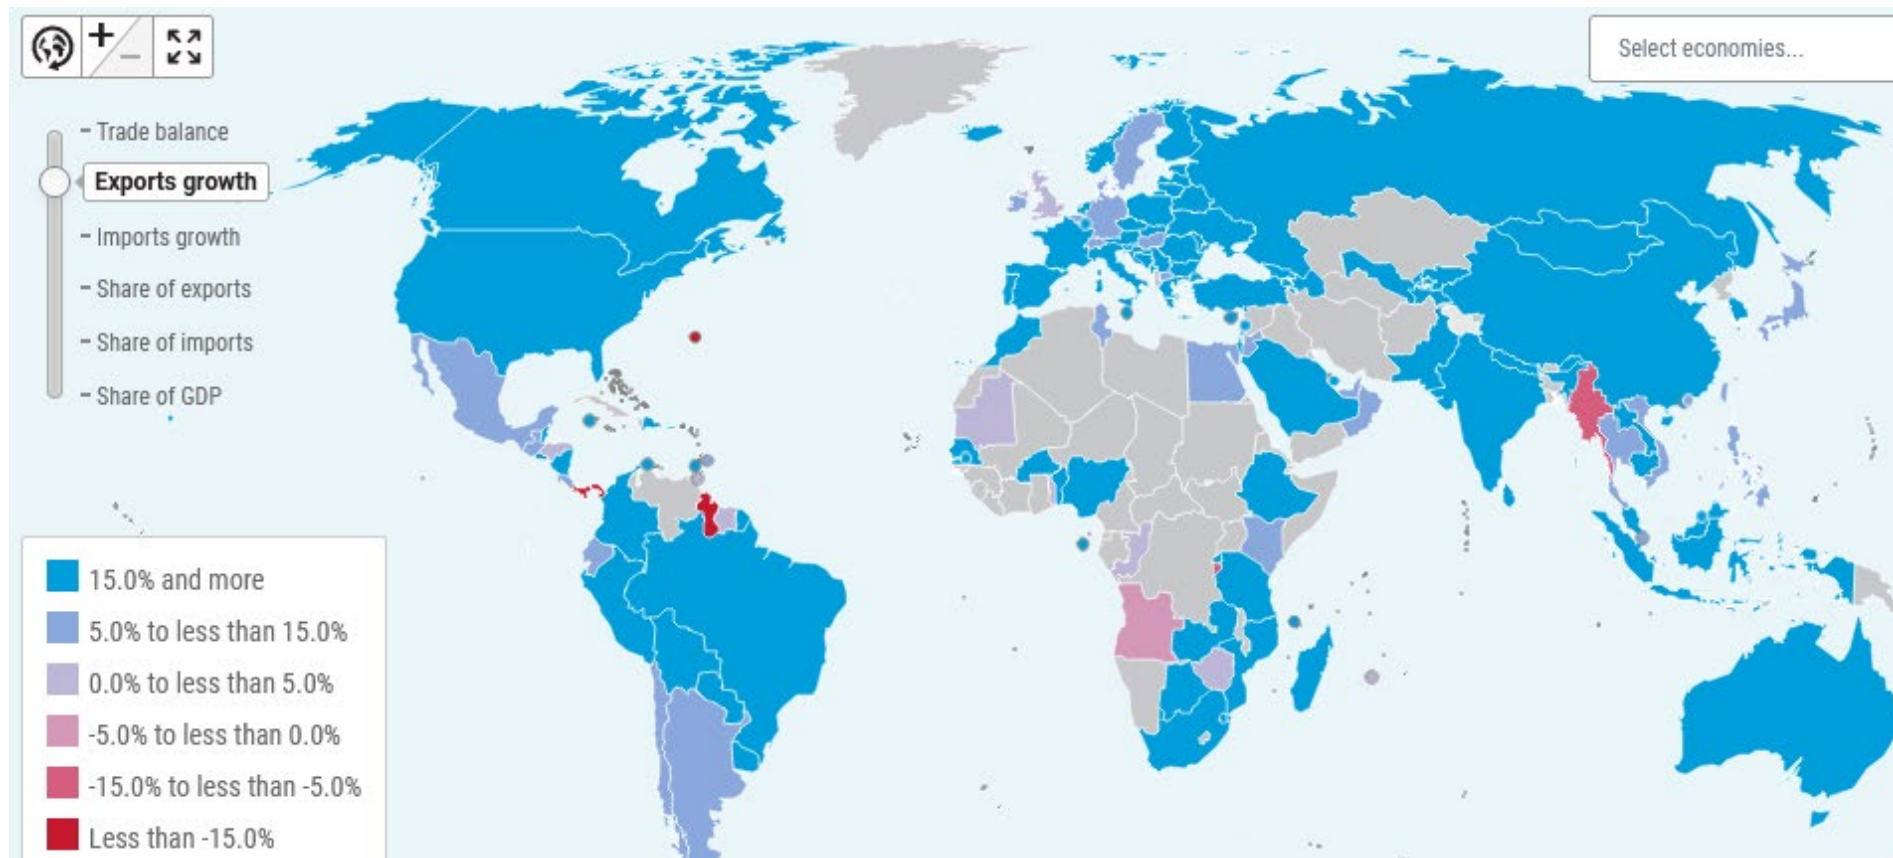 Select economies...
Trade balance
Exports growth
Imports growth
Share of exports
Share of imports
Share of GDP
15.0% and more
5.0% to less than 15.0%
0.0% to less than 5.0%
-5.0% to less than 0.0%
-15.0% to less than -5.0%
Less than -15.0%